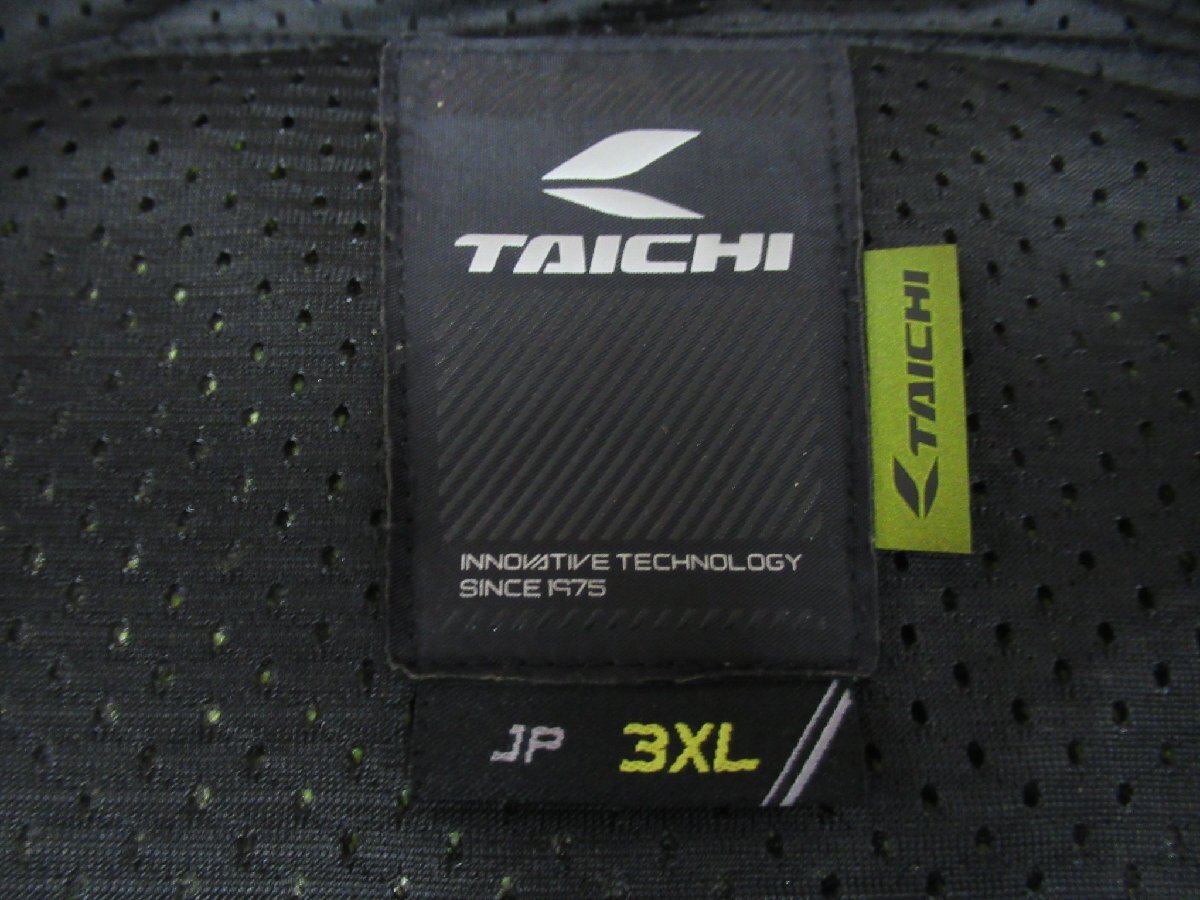 TAICHI
TAICHI
INNOVATIVE TECHNOLOGY
SINCE 1975
JP 3XL